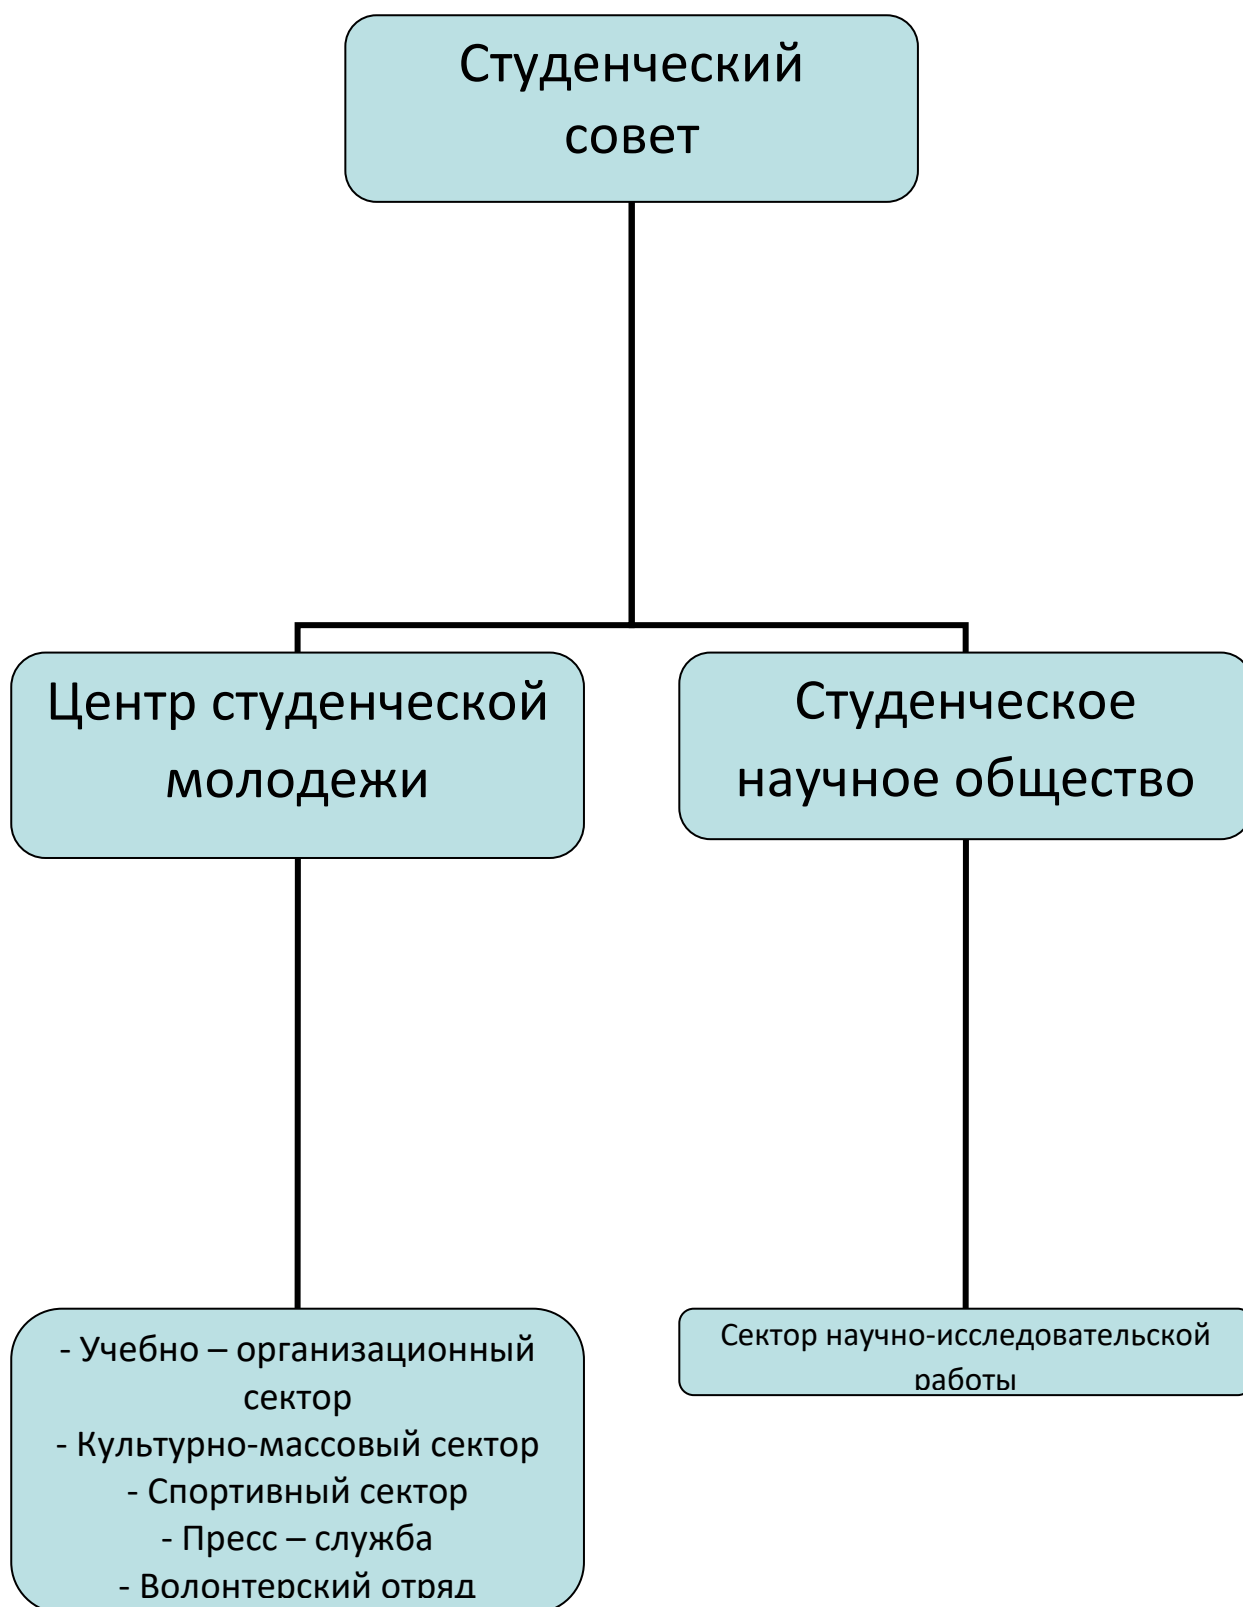 Студенческий
совет
Центр студенческой
молодежи
Студенческое
научное общество
- Учебно – организационный
сектор
- Культурно-массовый сектор
- Спортивный сектор
- Пресс – служба
- Волонтерский отряд
Сектор научно-исследовательской
работы